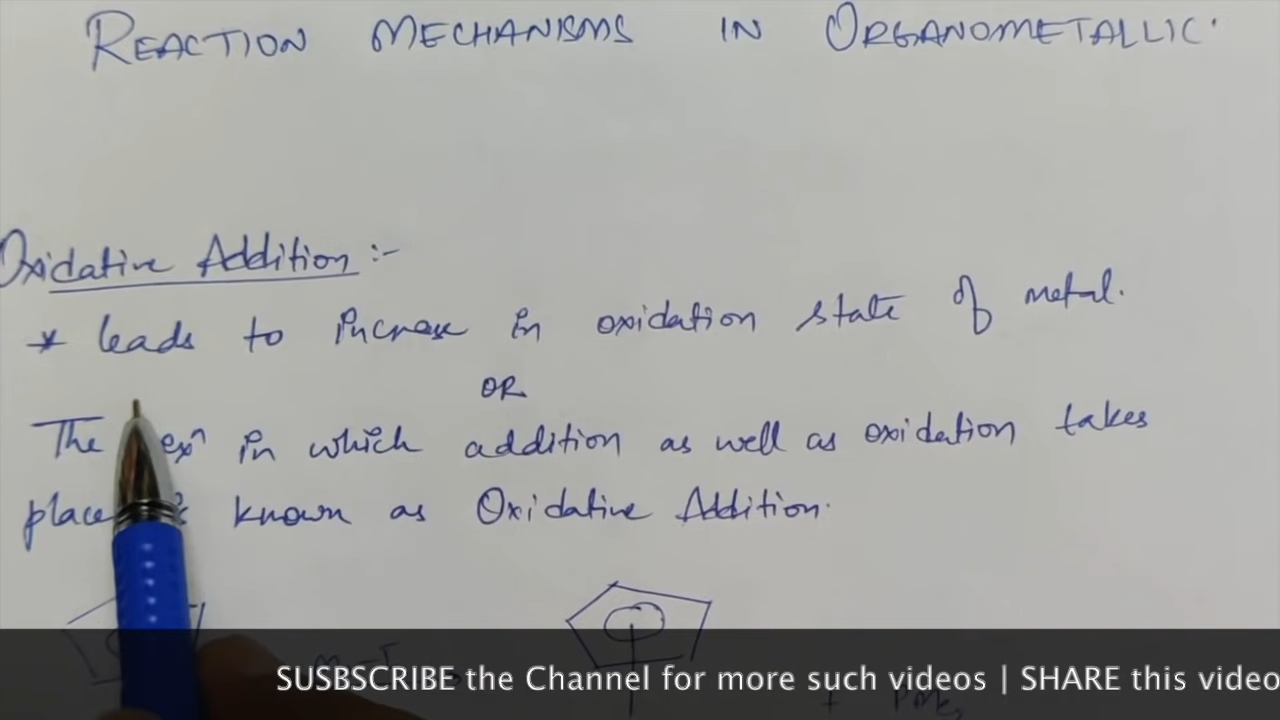 REACTION MECHANISMS IN ORGANOMETALLIC.
Oxidative Addition :-
* leads to increase in oxidation state of metal.
OR
The rexⁿ in which addition as well as oxidation takes
place is known as Oxidative Addition.
SUSBSCRIBE the Channel for more such videos | SHARE this video